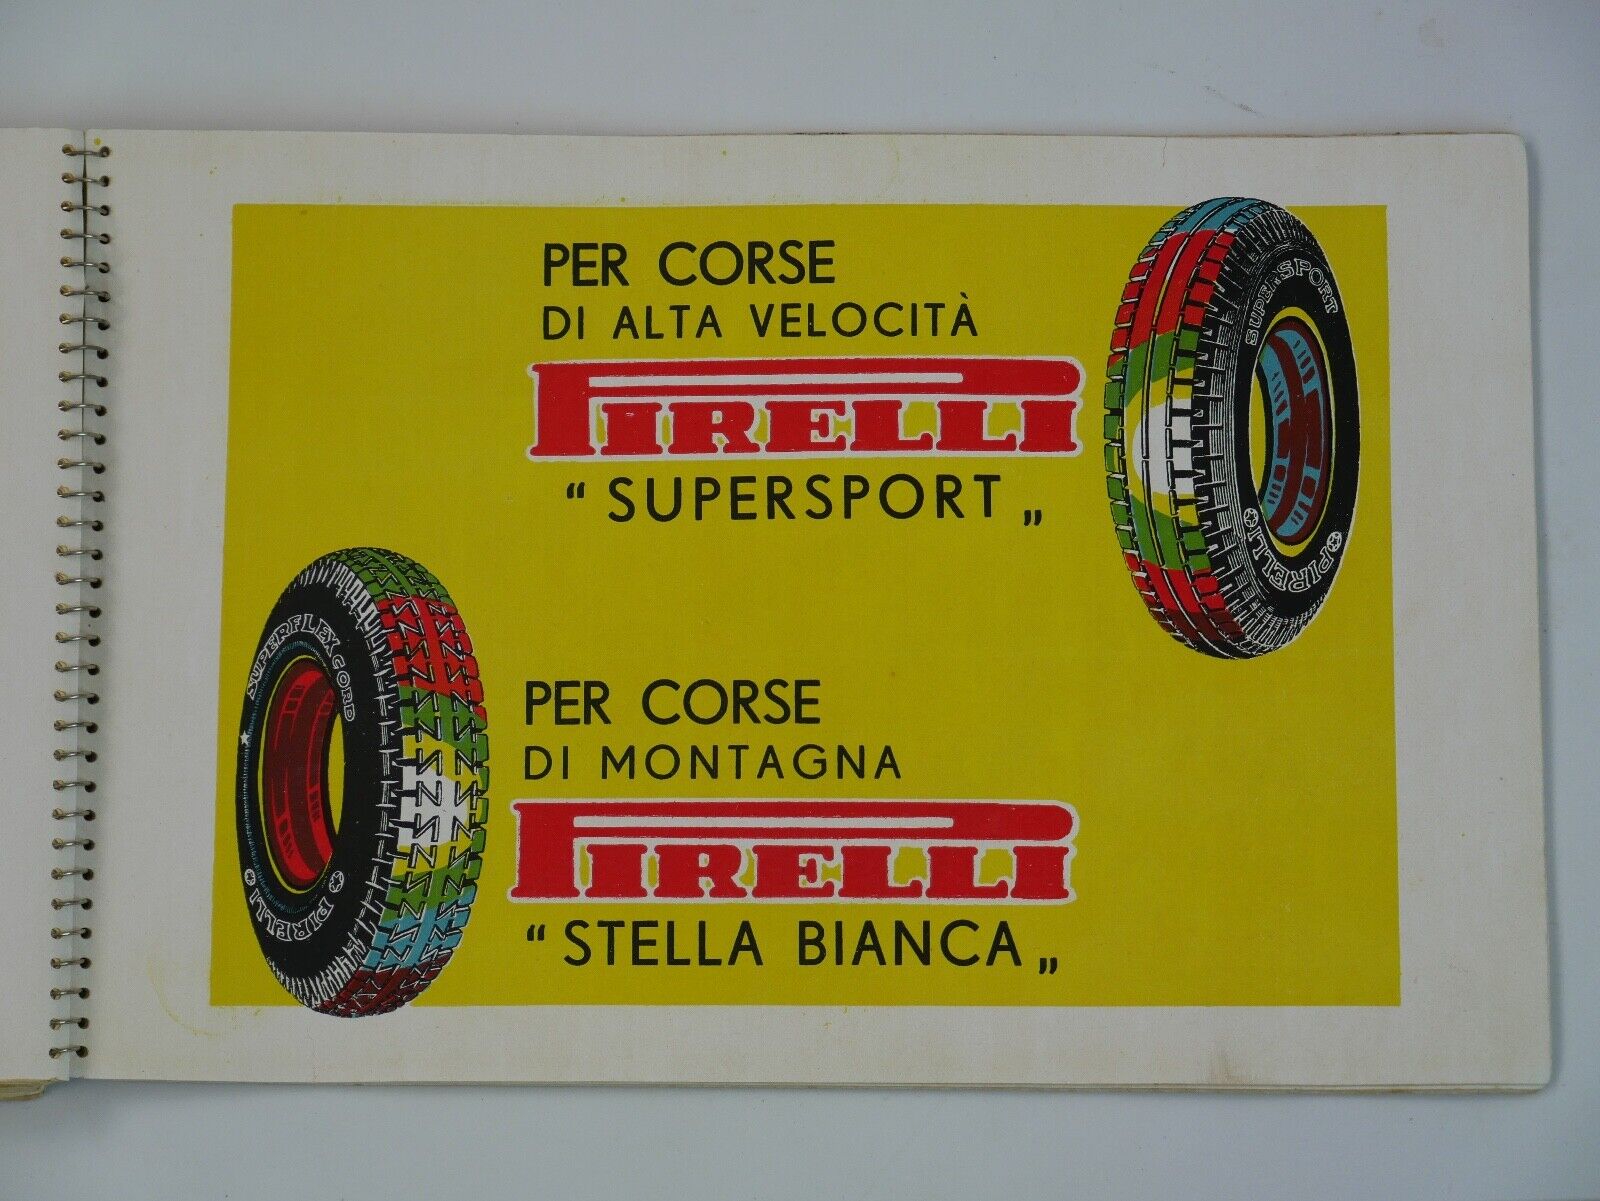 PER CORSE
DI ALTA VELOCITÀ
PIRELLI
“ SUPERSPORT „
SUPERSPORT
PIRELLI
SUPERFLEX CORD
PIRELLI
PER CORSE
DI MONTAGNA
PIRELLI
“ STELLA BIANCA „